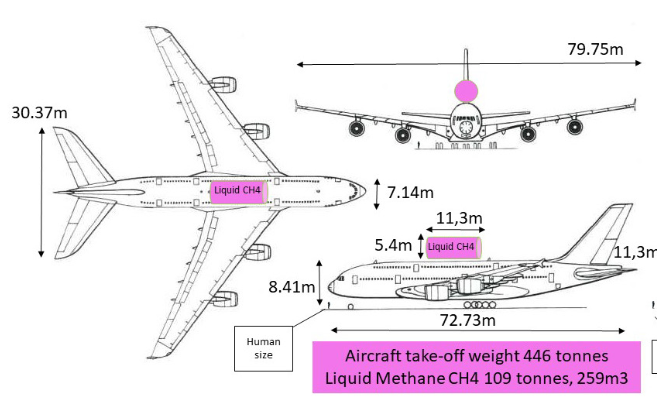 79.75m
30.37m
Liquid CH4
7.14m
11,3m
5.4m
Liquid CH4
11,3m
8.41m
72.73m
Human
size
Aircraft take-off weight 446 tonnes
Liquid Methane CH4 109 tonnes, 259m3